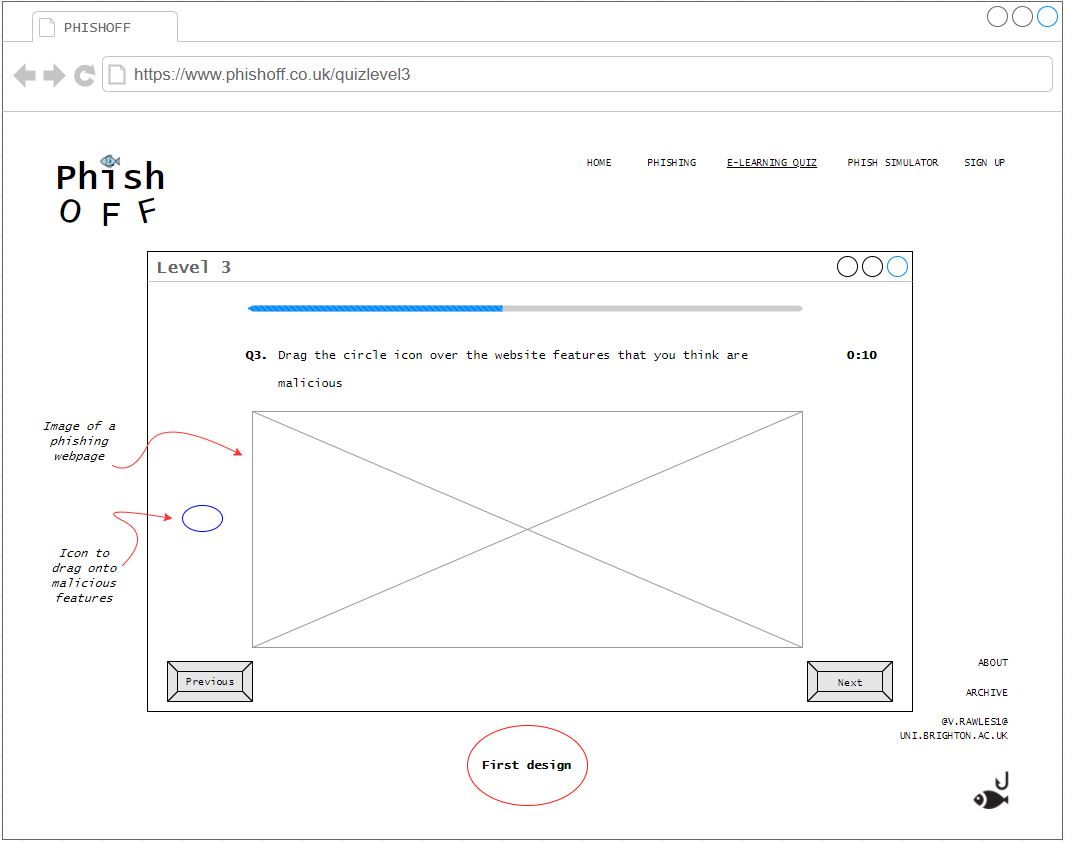 PHISHOFF
https://www.phishoff.co.uk/quizlevel3
Phish
OFF
HOME PHISHING E-LEARNING QUIZ PHISH SIMULATOR SIGN UP
Level 3
Q3. Drag the circle icon over the website features that you think are
malicious
0:10
Image of a
phishing
webpage
Icon to
drag onto
malicious
features
Previous
Next
ABOUT
ARCHIVE
@V.RAWLES1@
UNI.BRIGHTON.AC.UK
First design